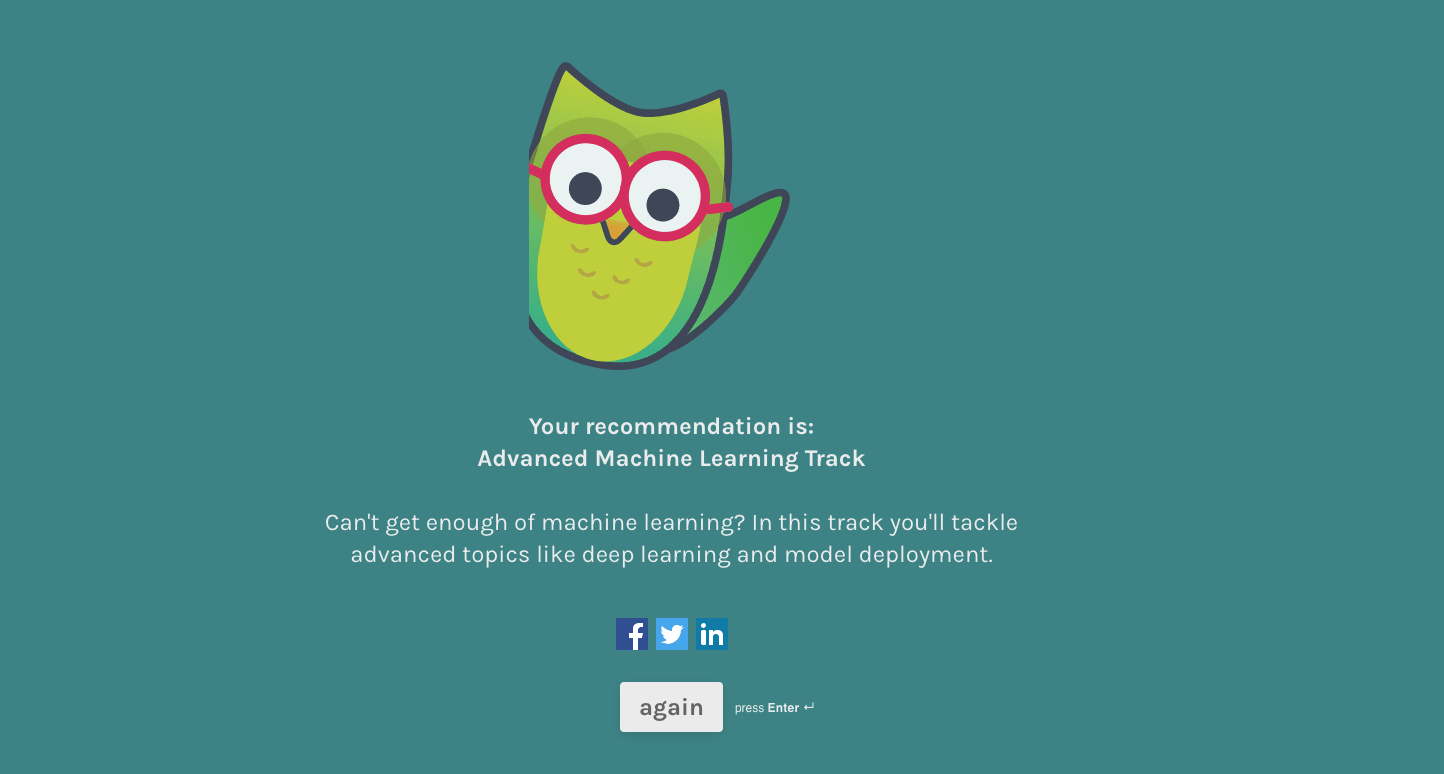 Your recommendation is:
Advanced Machine Learning Track
Can't get enough of machine learning? In this track you'll tackle
advanced topics like deep learning and model deployment.
f in
again press Enter ↵